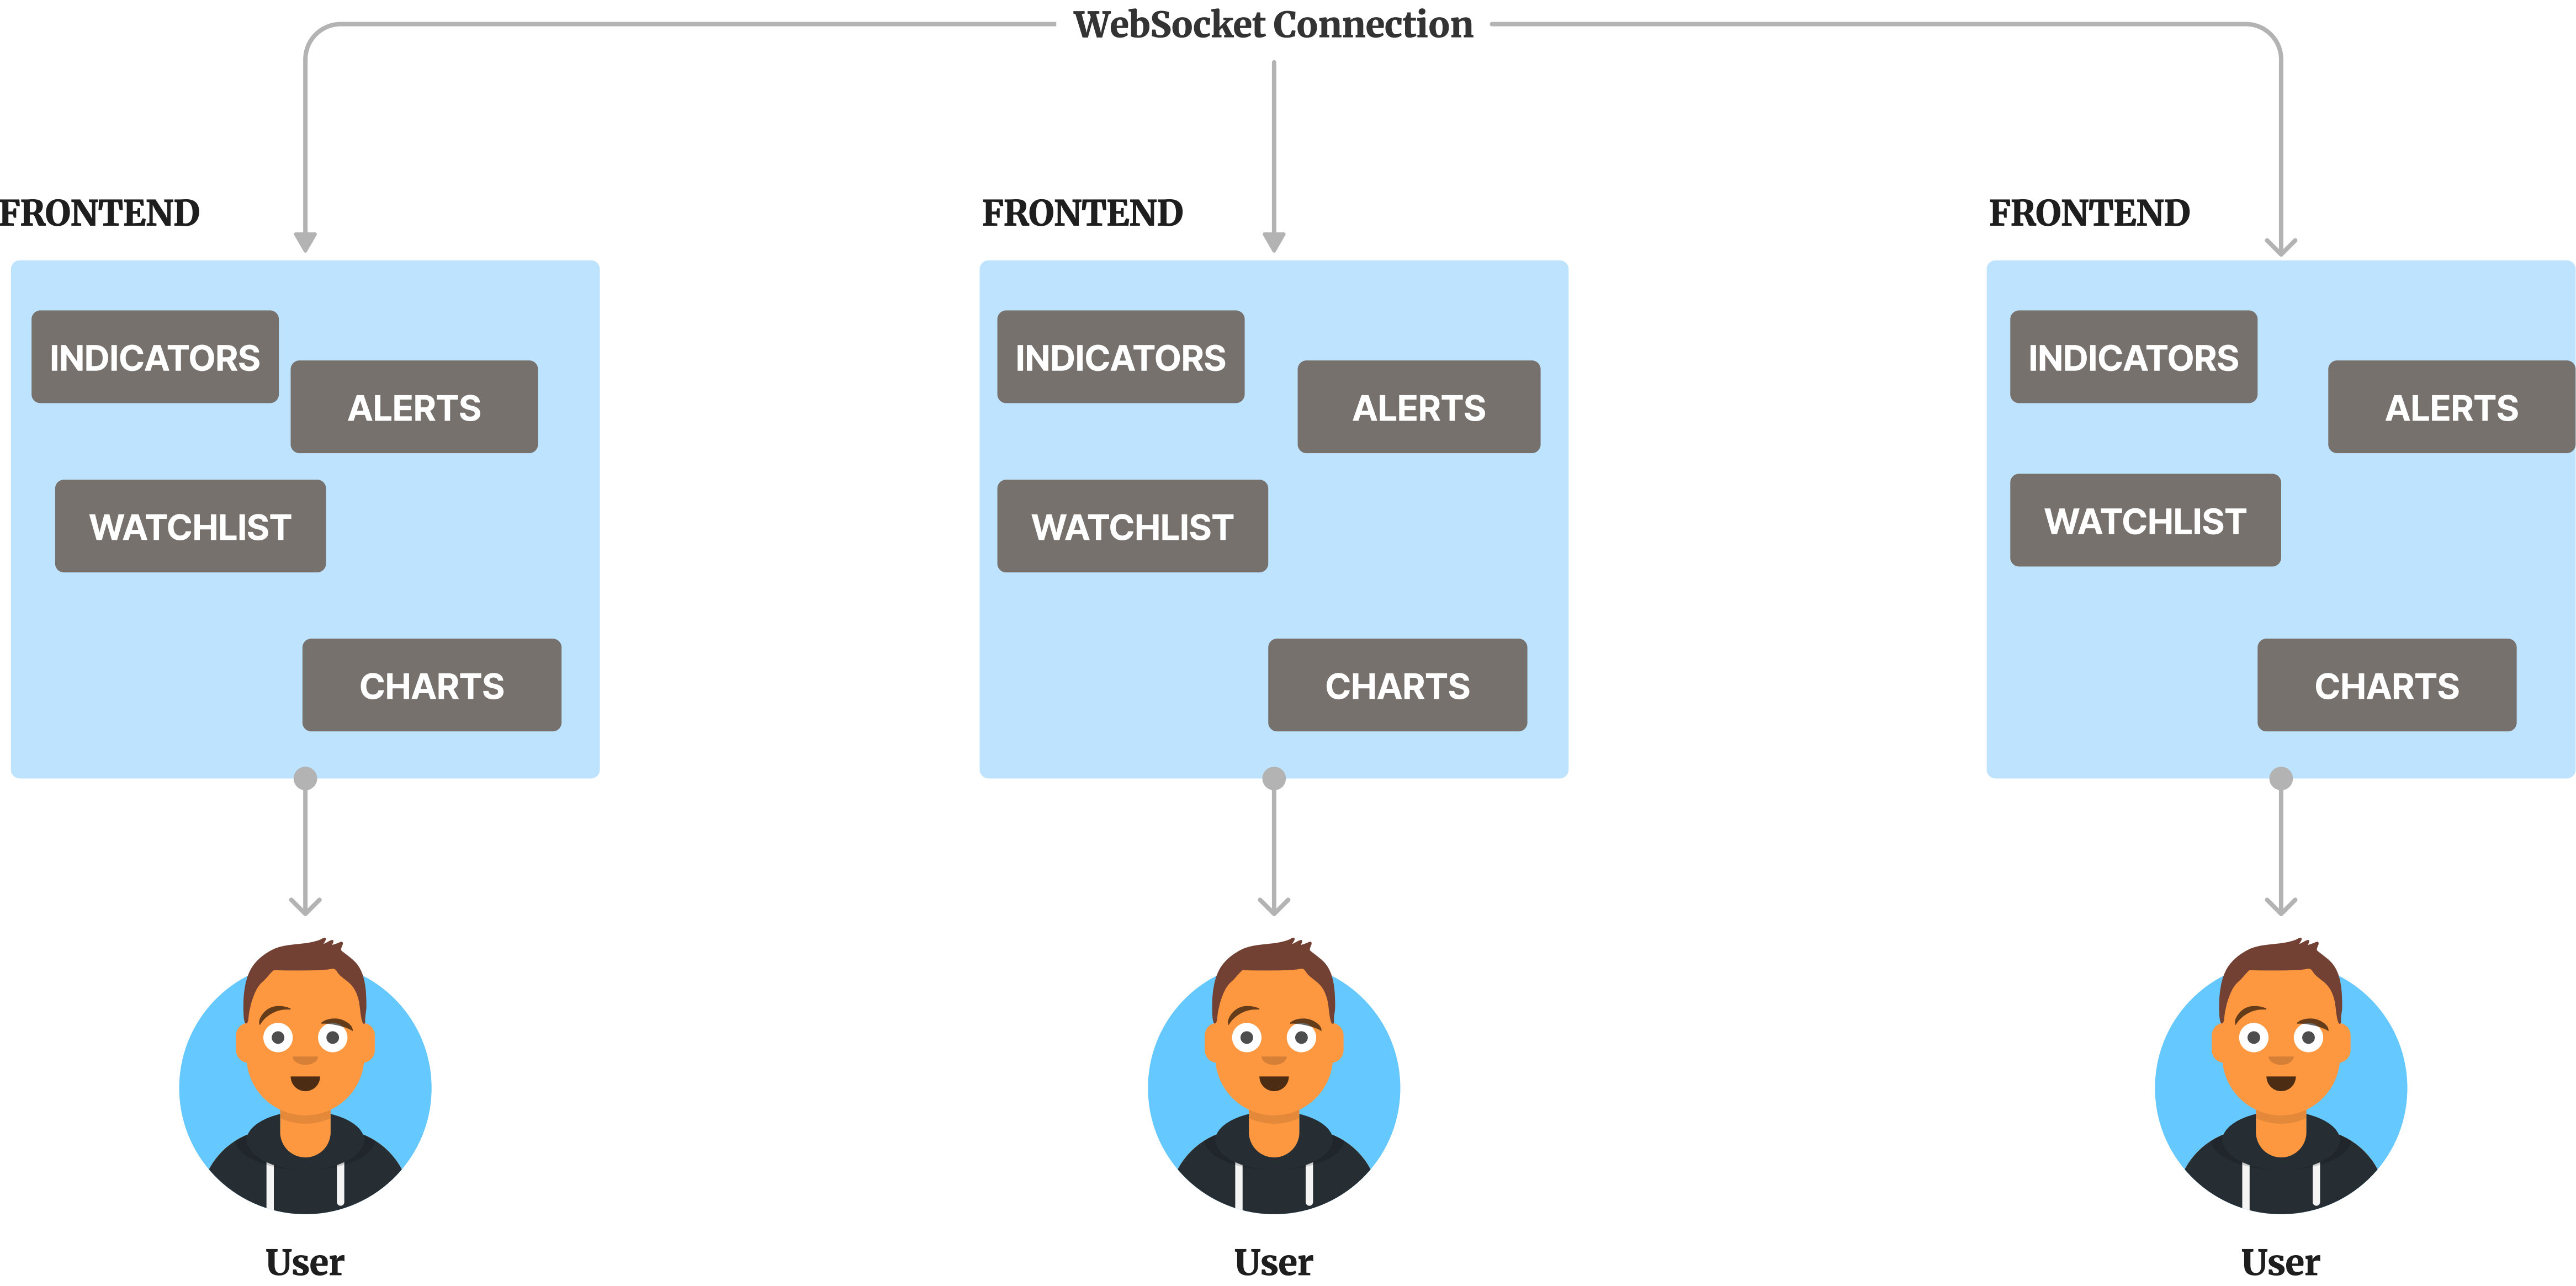 WebSocket Connection
FRONTEND
INDICATORS
ALERTS
WATCHLIST
CHARTS
User
FRONTEND
INDICATORS
ALERTS
WATCHLIST
CHARTS
User
FRONTEND
INDICATORS
ALERTS
WATCHLIST
CHARTS
User